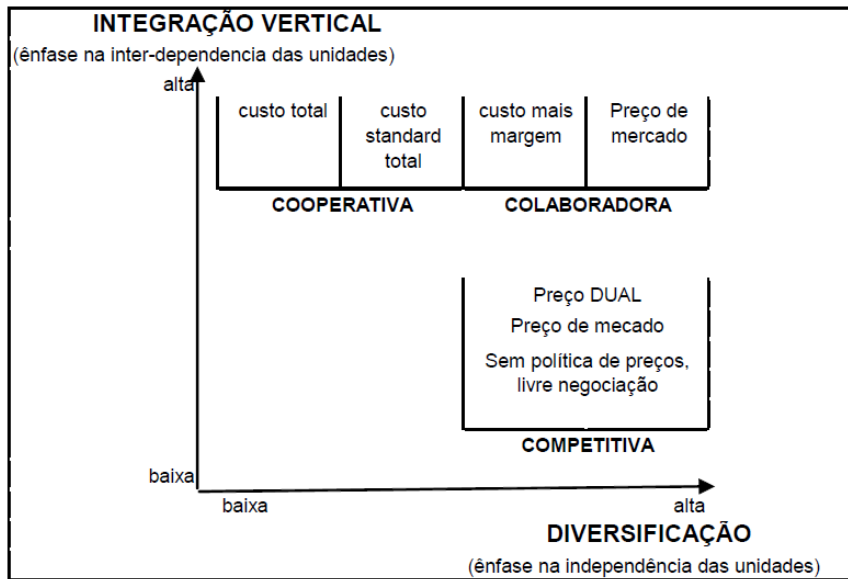 INTEGRAÇÃO VERTICAL
(ênfase na inter-dependencia das unidades)
alta
custo total
custo
standard
total
custo mais
margem
Preço de
mercado
COOPERATIVA
COLABORADORA
Preço DUAL
Preço de mecado
Sem política de preços,
livre negociação
COMPETITIVA
baixa
baixa
alta
DIVERSIFICAÇÃO
(ênfase na independência das unidades)